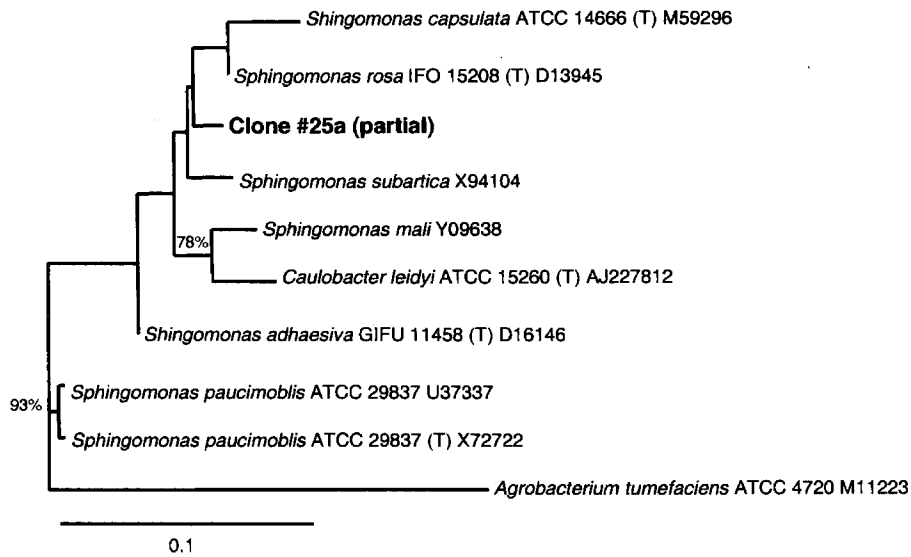 Shingomonas capsulata ATCC 14666 (T) M59296
Sphingomonas rosa IFO 15208 (T) D13945
Clone #25a (partial)
Sphingomonas subartica X94104
78%
Sphingomonas mali Y09638
Caulobacter leidyi ATCC 15260 (T) AJ227812
Shingomonas adhaesiva GIFU 11458 (T) D16146
Sphingomonas paucimoblis ATCC 29837 U37337
93%
Sphingomonas paucimoblis ATCC 29837 (T) X72722
Agrobacterium tumefaciens ATCC 4720 M11223
0.1